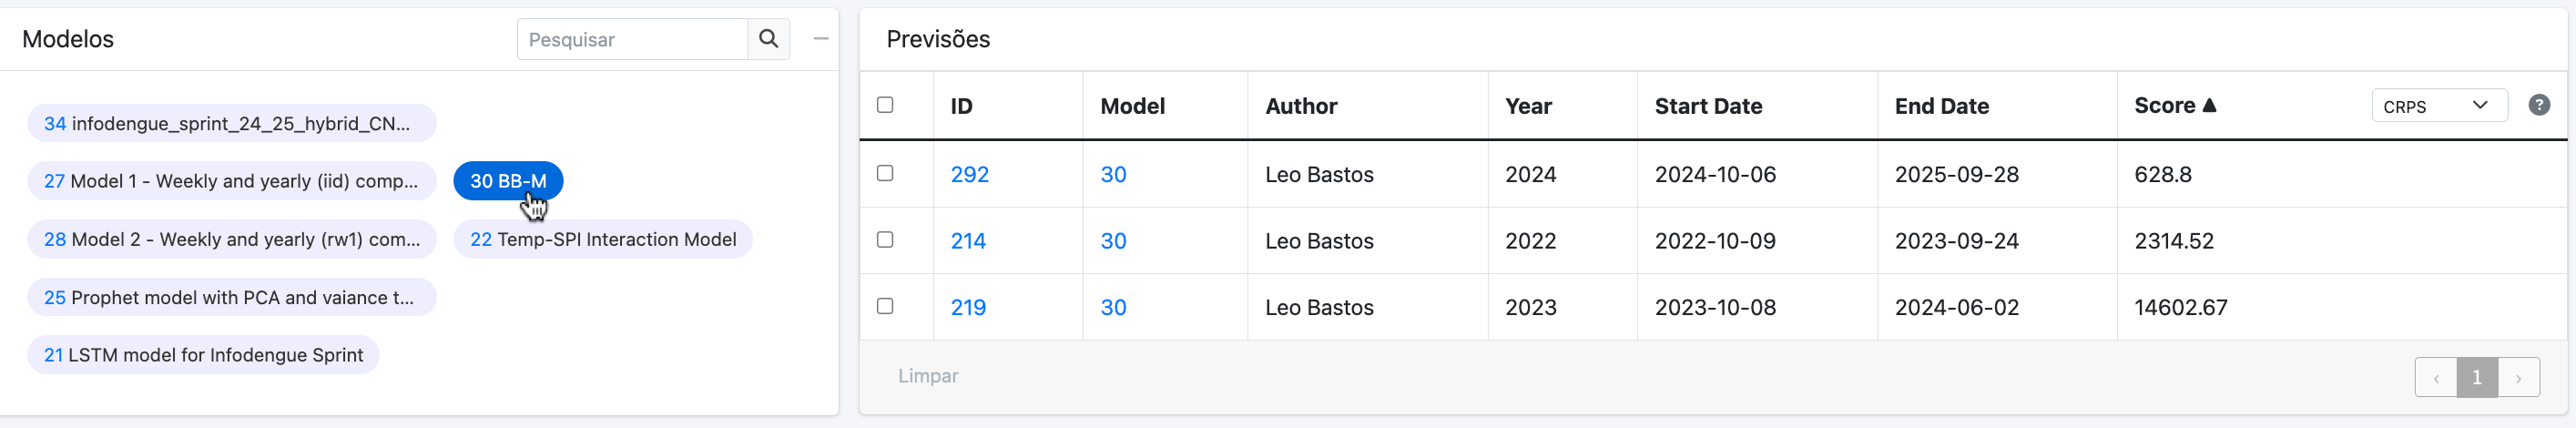 Modelos
Pesquisar
34 infodengue_sprint_24_25_hybrid_CN...
27 Model 1 - Weekly and yearly (iid) comp...
30 BB-M
28 Model 2 - Weekly and yearly (rw1) com...
22 Temp-SPI Interaction Model
25 Prophet model with PCA and vaiance t...
21 LSTM model for Infodengue Sprint
Previsões
ID Model Author Year Start Date End Date Score ▲ CRPS ?
292 30 Leo Bastos 2024 2024-10-06 2025-09-28 628.8
214 30 Leo Bastos 2022 2022-10-09 2023-09-24 2314.52
219 30 Leo Bastos 2023 2023-10-08 2024-06-02 14602.67
Limpar
‹ 1 ›